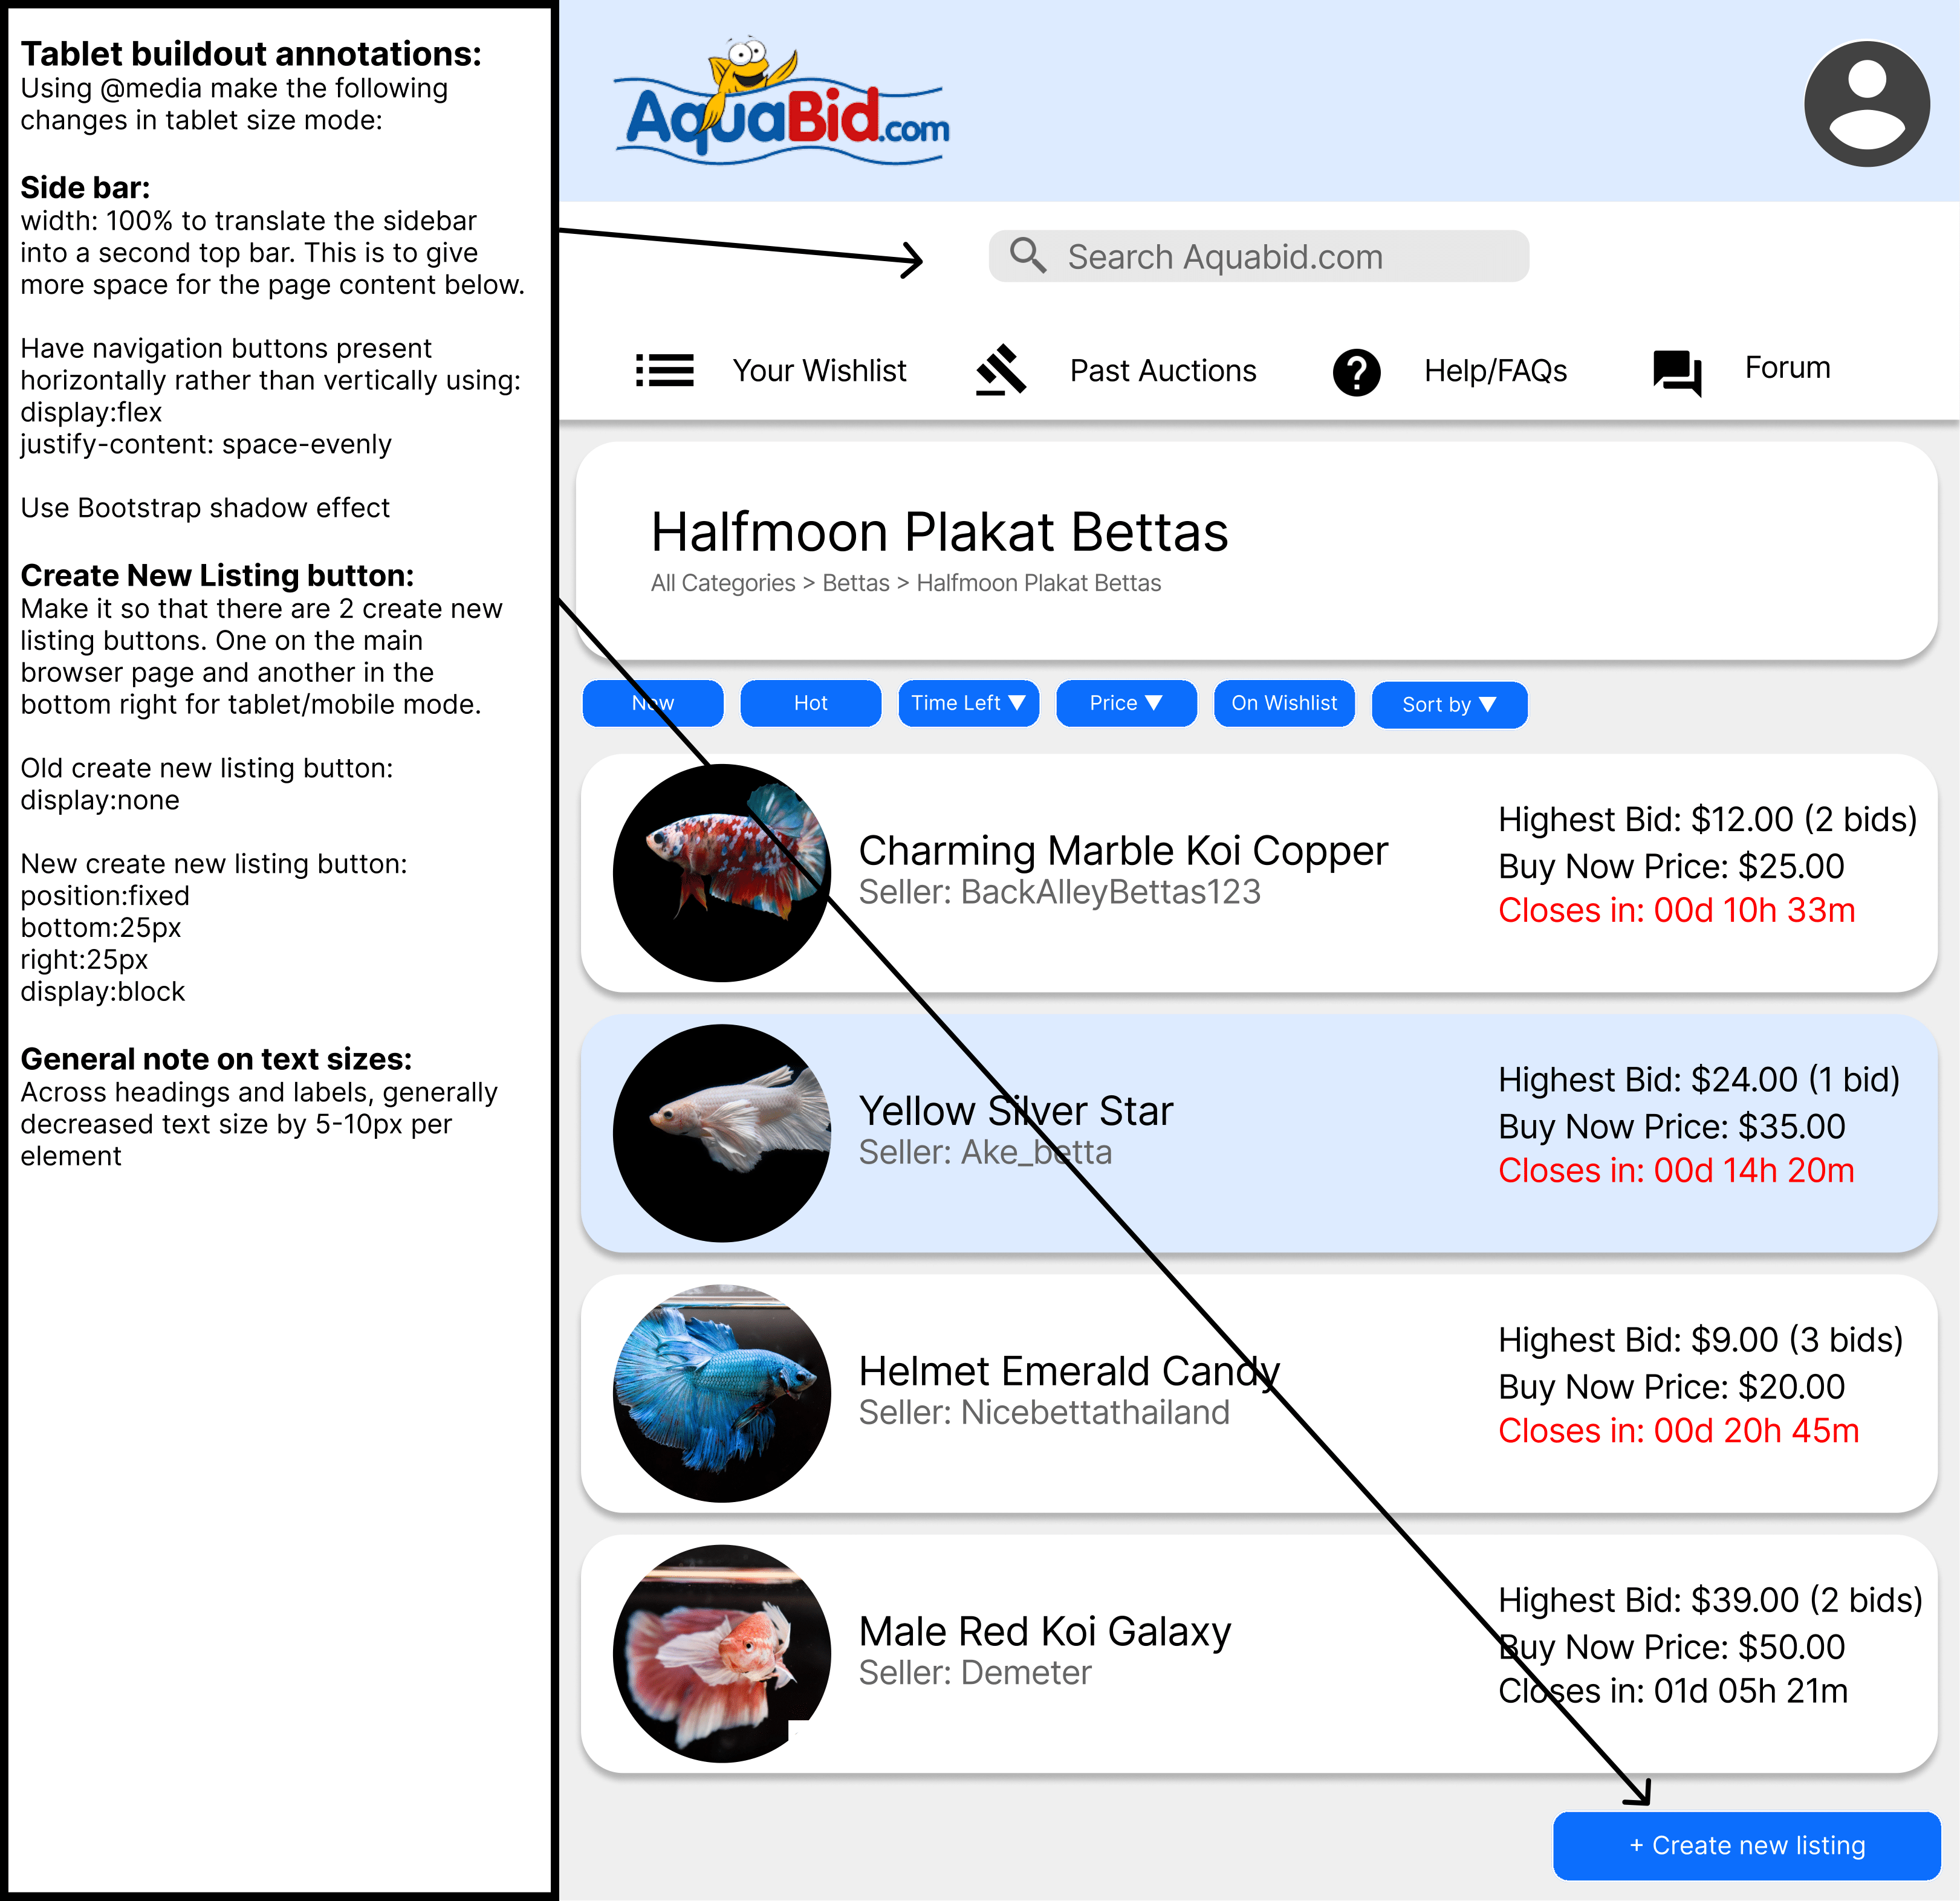 Tablet buildout annotations:
Using @media make the following
changes in tablet size mode:
Side bar:
width: 100% to translate the sidebar
into a second top bar. This is to give
more space for the page content below.
Have navigation buttons present
horizontally rather than vertically using:
display:flex
justify-content: space-evenly
Use Bootstrap shadow effect
Create New Listing button:
Make it so that there are 2 create new
listing buttons. One on the main
browser page and another in the
bottom right for tablet/mobile mode.
Old create new listing button:
display:none
New create new listing button:
position:fixed
bottom:25px
right:25px
display:block
General note on text sizes:
Across headings and labels, generally
decreased text size by 5-10px per
element
AquaBid.com
Search Aquabid.com
Your Wishlist Past Auctions Help/FAQs Forum
Halfmoon Plakat Bettas
All Categories > Bettas > Halfmoon Plakat Bettas
New Hot Time Left ▼ Price ▼ On Wishlist Sort by ▼
Charming Marble Koi Copper
Seller: BackAlleyBettas123
Highest Bid: $12.00 (2 bids)
Buy Now Price: $25.00
Closes in: 00d 10h 33m
Yellow Silver Star
Seller: Ake_betta
Highest Bid: $24.00 (1 bid)
Buy Now Price: $35.00
Closes in: 00d 14h 20m
Helmet Emerald Candy
Seller: Nicebettathailand
Highest Bid: $9.00 (3 bids)
Buy Now Price: $20.00
Closes in: 00d 20h 45m
Male Red Koi Galaxy
Seller: Demeter
Highest Bid: $39.00 (2 bids)
Buy Now Price: $50.00
Closes in: 01d 05h 21m
+ Create new listing